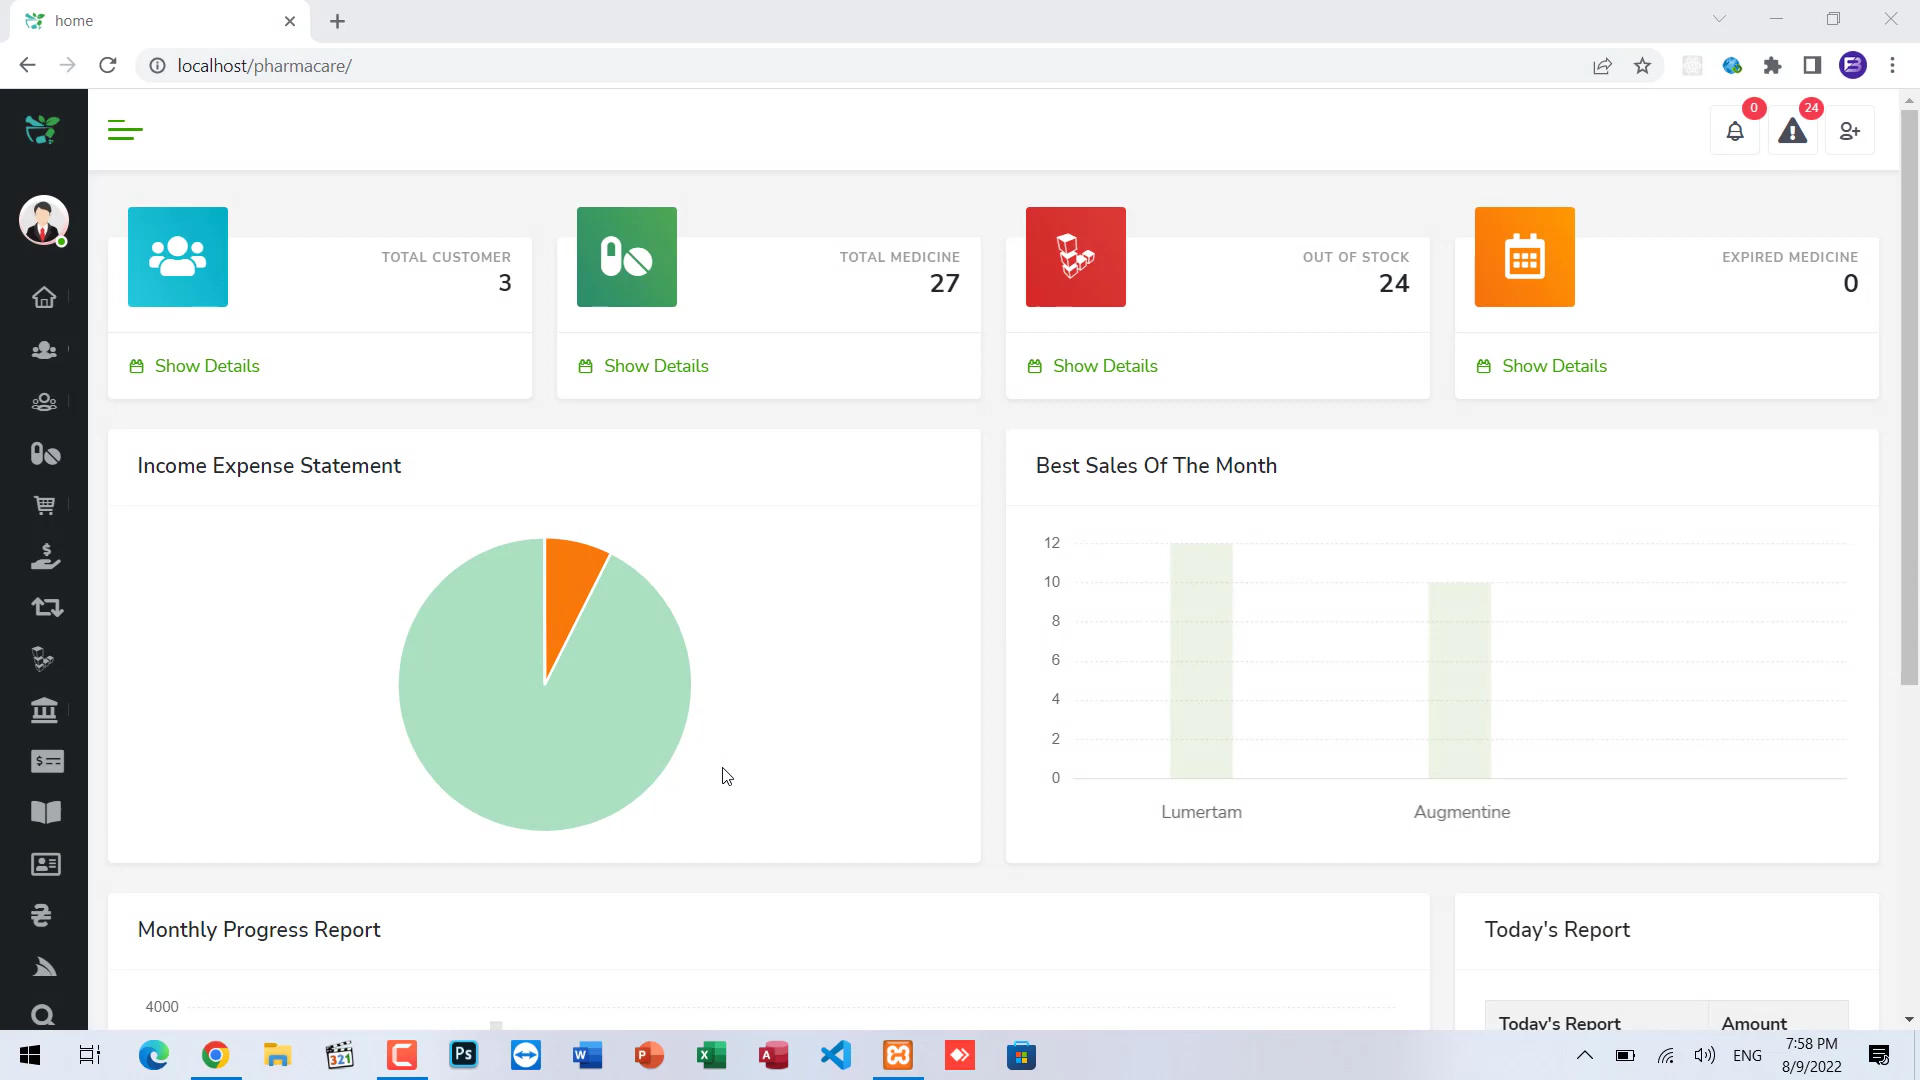 home
localhost/pharmacare/
0
24
TOTAL CUSTOMER
3
Show Details
TOTAL MEDICINE
27
Show Details
OUT OF STOCK
24
Show Details
EXPIRED MEDICINE
0
Show Details
Income Expense Statement
Best Sales Of The Month
12
10
8
6
4
2
0
Lumertam
Augmentine
Monthly Progress Report
4000
Today's Report
Today's Report
Amount
321
Ps
W
P
X
A
ENG
7:58 PM
8/9/2022